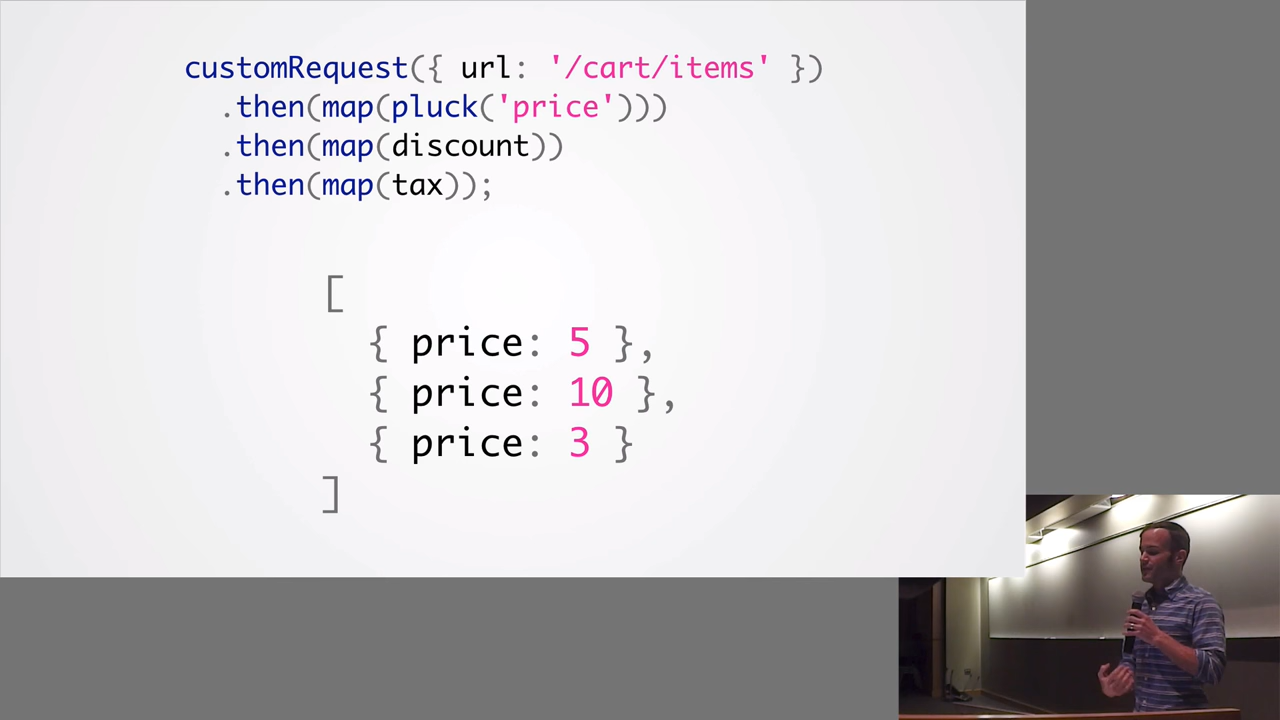 customRequest({ url: '/cart/items' })
.then(map(pluck('price')))
.then(map(discount))
.then(map(tax));
[
{ price: 5 },
{ price: 10 },
{ price: 3 }
]